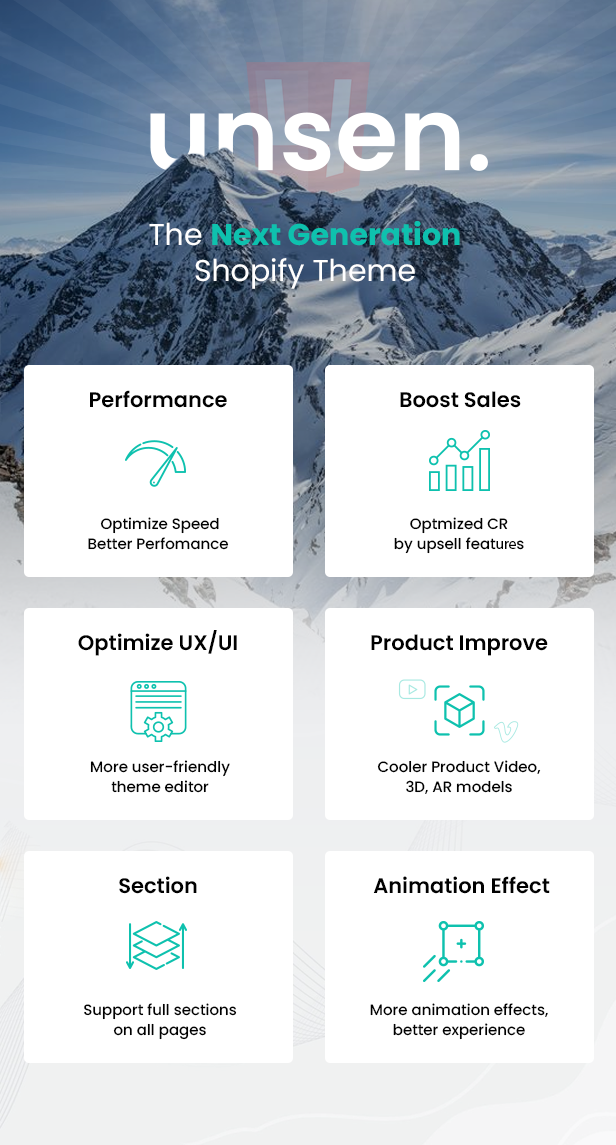 unsen.
The Next Generation
Shopify Theme
Performance
Optimize Speed
Better Perfomance
Boost Sales
Optmized CR
by upsell features
Optimize UX/UI
More user-friendly
theme editor
Product Improve
Cooler Product Video,
3D, AR models
Section
Support full sections
on all pages
Animation Effect
More animation effects,
better experience